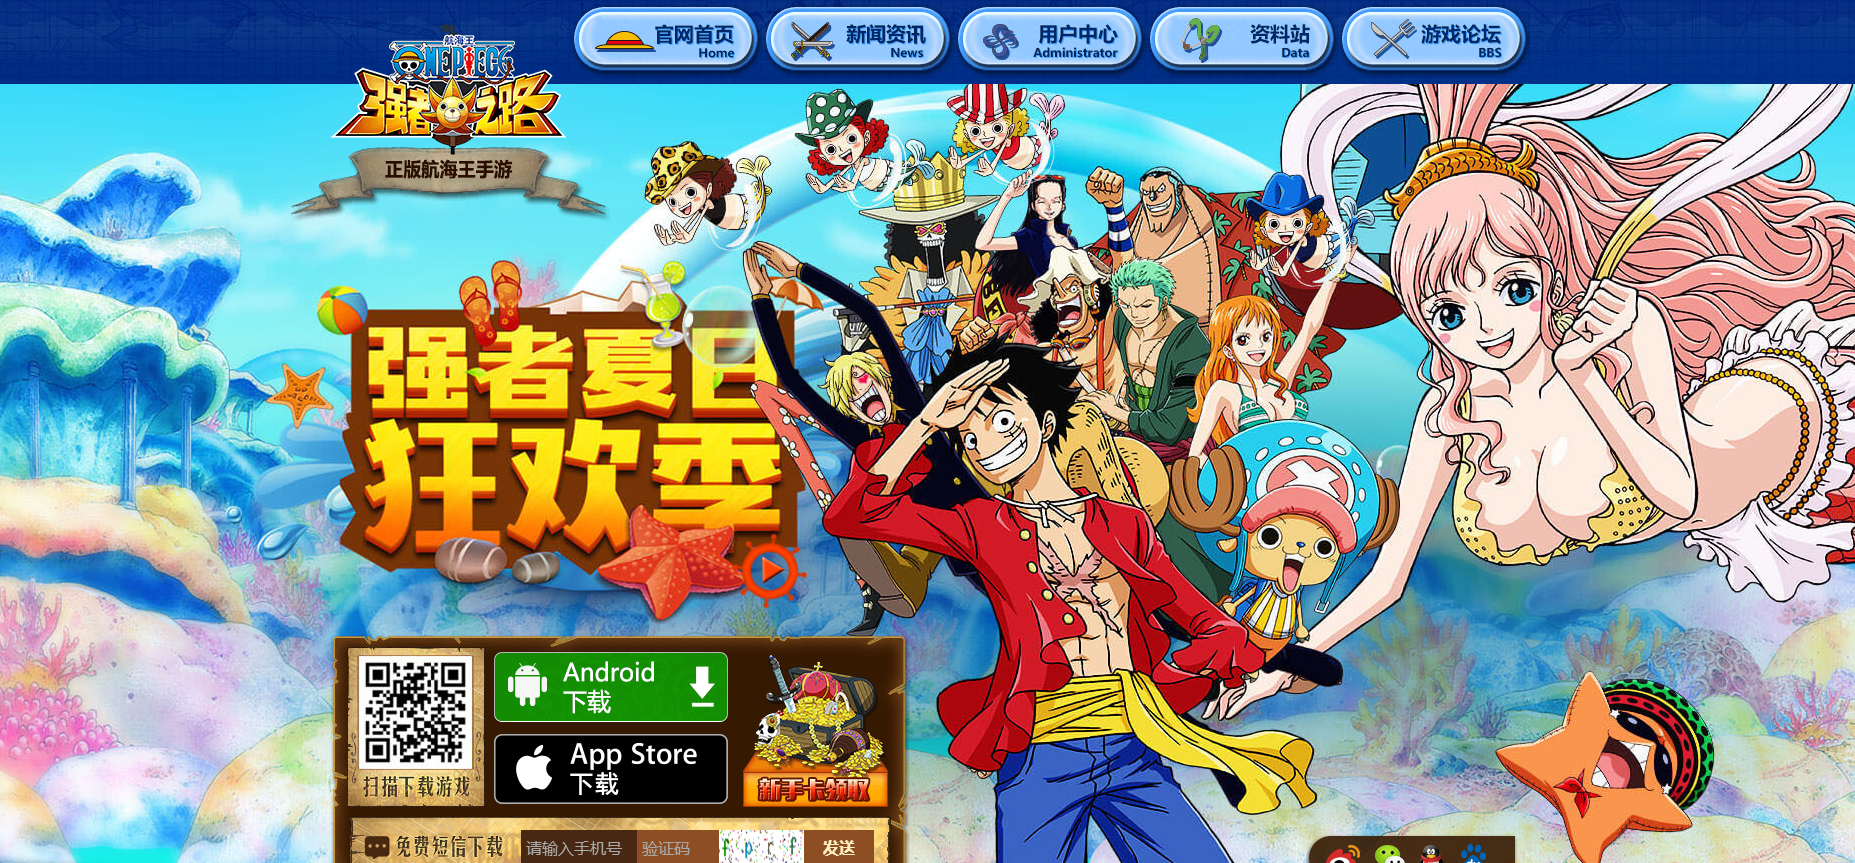 官网首页
Home
新闻资讯
News
用户中心
Administrator
资料站
Data
游戏论坛
BBS
航海王
ONE PIECE
强者之路
正版航海王手游
强者夏日
狂欢季
Android
下载
App Store
下载
扫描下载游戏
新手卡领取
免费短信下载
请输入手机号
验证码
f p r f
发送